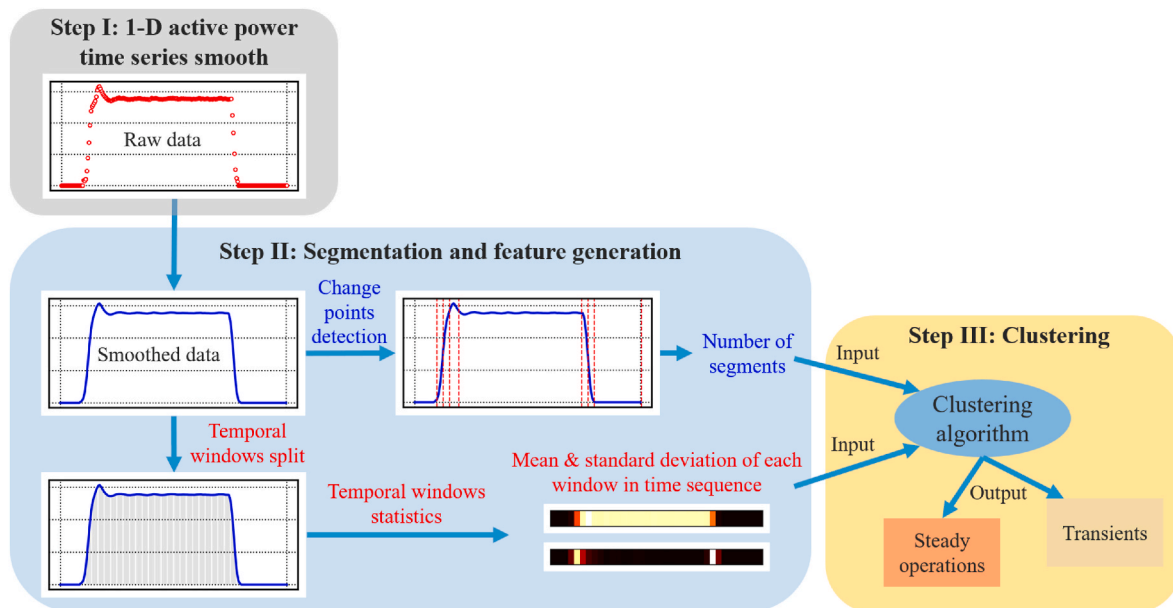 Step I: 1-D active power
time series smooth
Raw data
Step II: Segmentation and feature generation
Smoothed data
Change
points
detection
Number of
segments
Temporal
windows split
Temporal windows
statistics
Mean & standard deviation of each
window in time sequence
Step III: Clustering
Input
Input
Clustering
algorithm
Output
Steady
operations
Transients